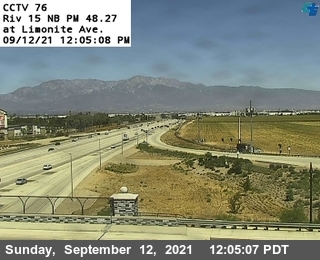 CCTV 76
Riv 15 NB PM 48.27
at Limonite Ave.
09/12/21 12:05:08 PM
Sunday, September 12, 2021 12:05:07 PDT